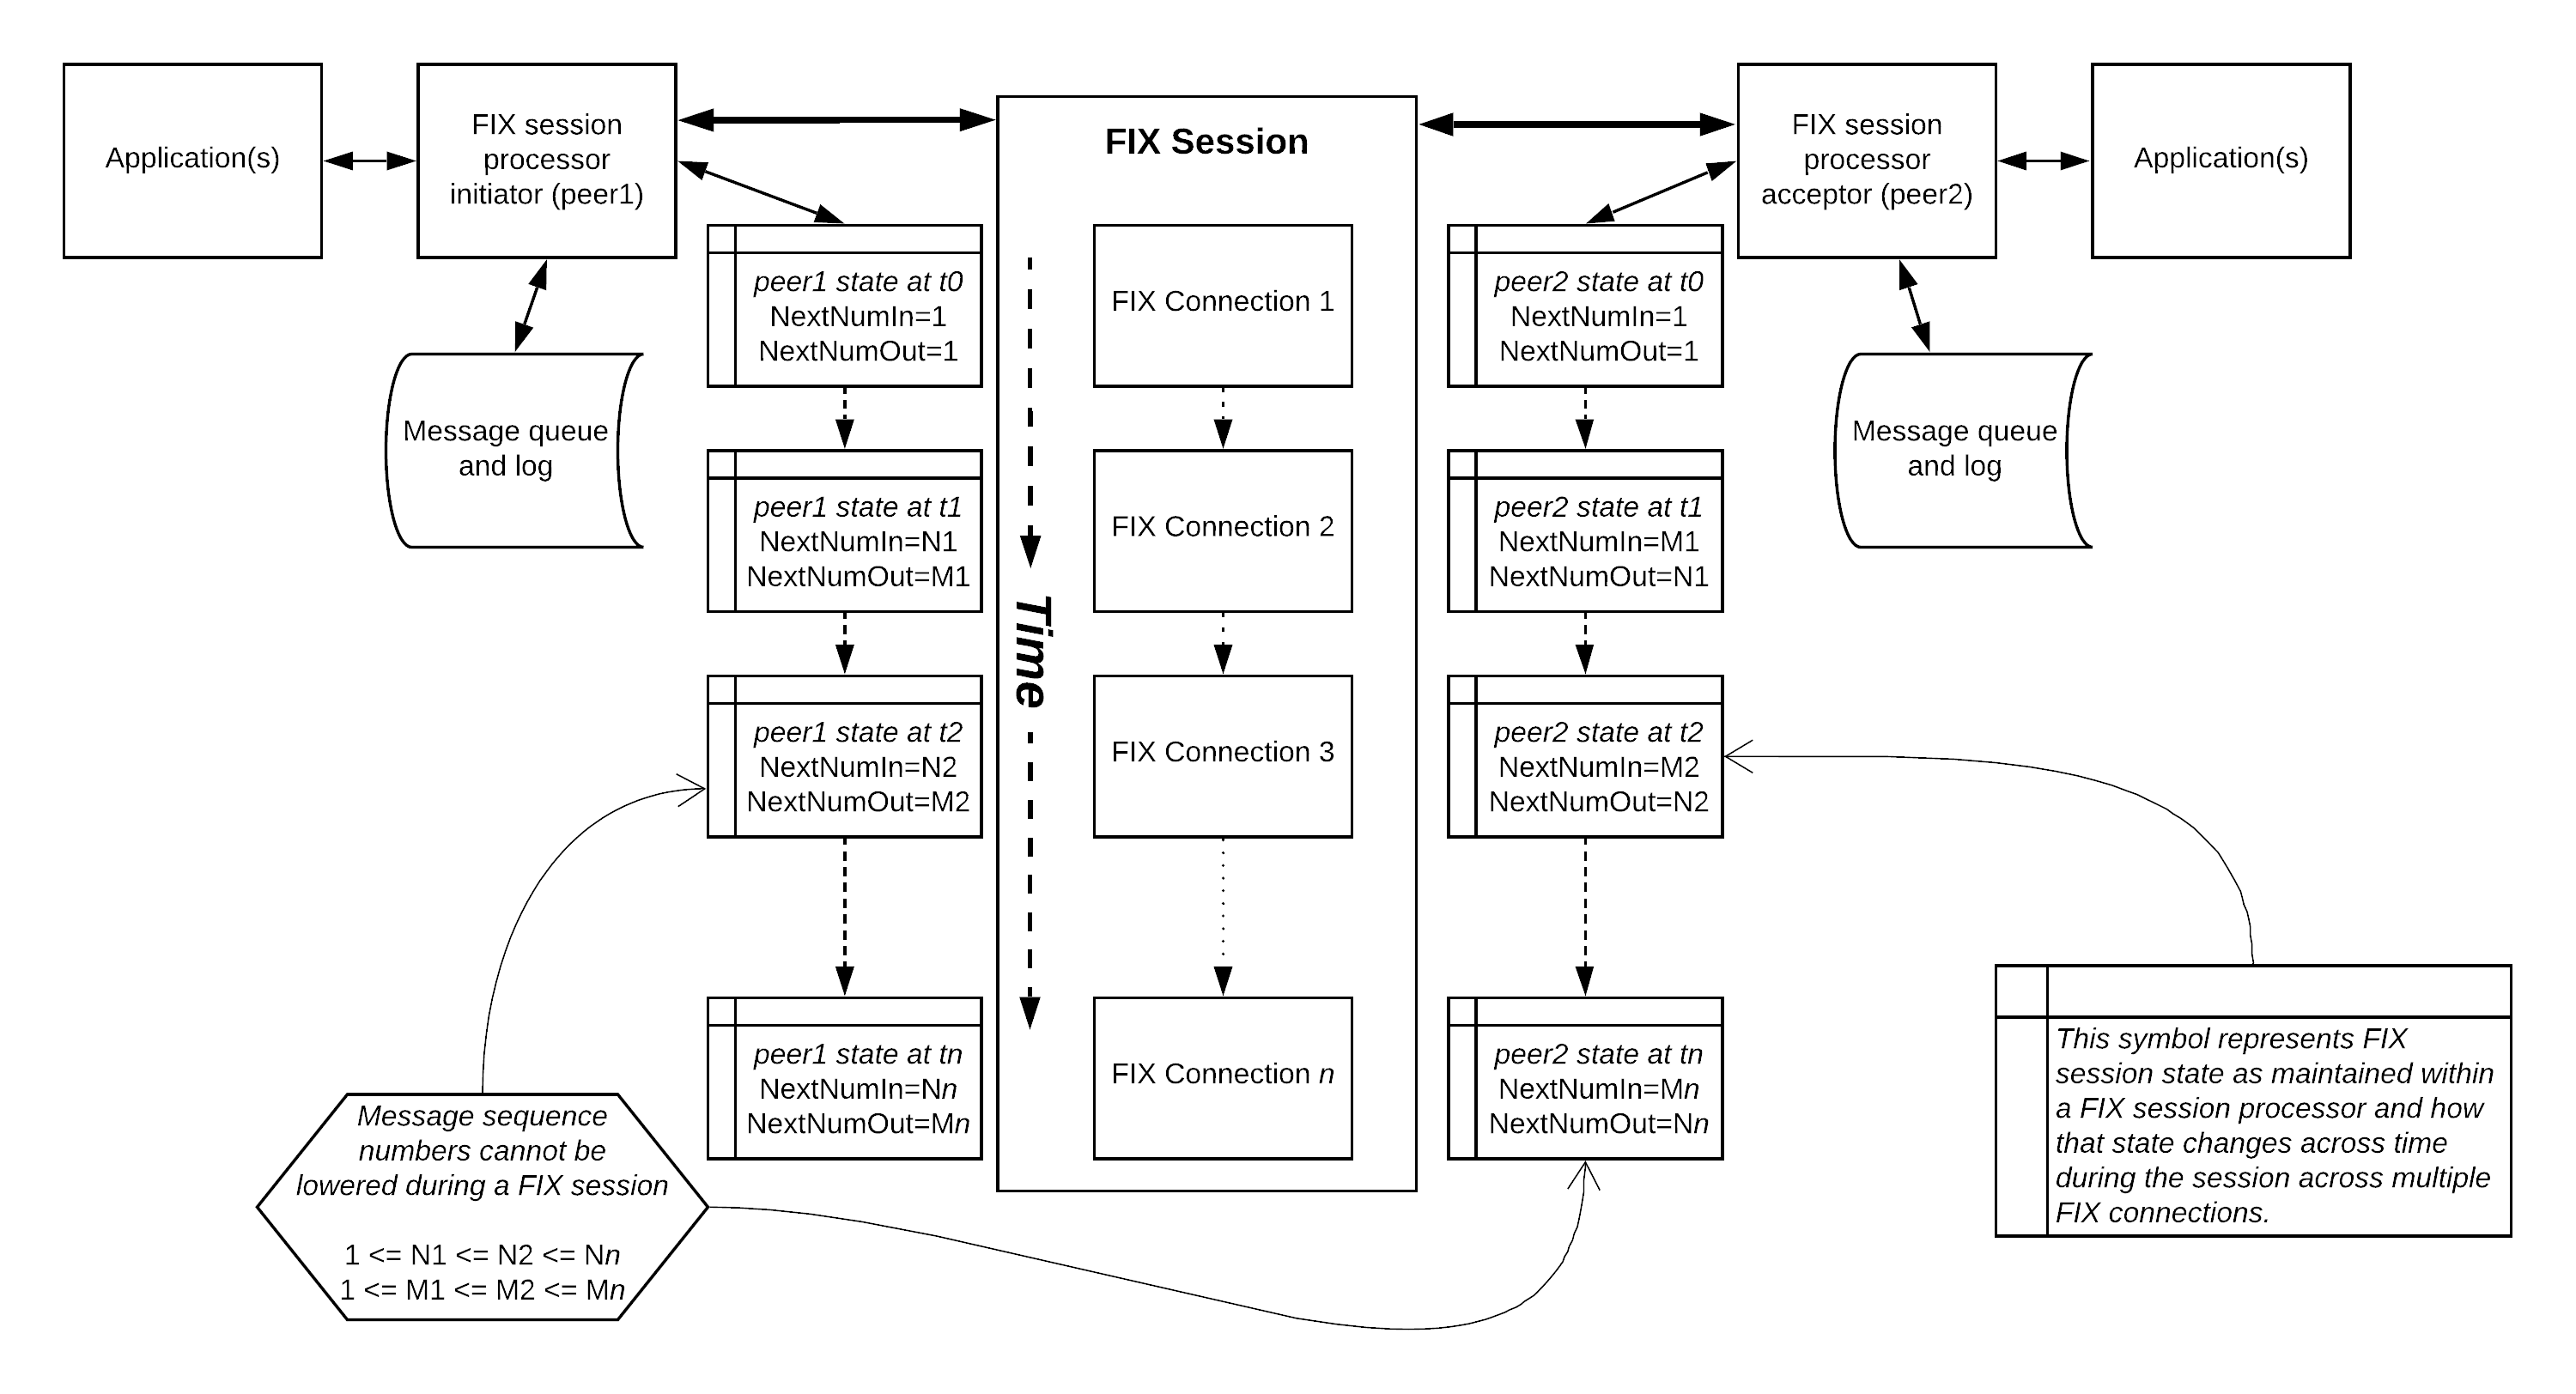 Application(s)
FIX session
processor
initiator (peer1)
FIX Session
FIX session
processor
acceptor (peer2)
Application(s)
Message queue
and log
peer1 state at t0
NextNumIn=1
NextNumOut=1
peer1 state at t1
NextNumIn=N1
NextNumOut=M1
peer1 state at t2
NextNumIn=N2
NextNumOut=M2
peer1 state at tn
NextNumIn=Nn
NextNumOut=Mn
Time
FIX Connection 1
FIX Connection 2
FIX Connection 3
FIX Connection n
peer2 state at t0
NextNumIn=1
NextNumOut=1
peer2 state at t1
NextNumIn=M1
NextNumOut=N1
peer2 state at t2
NextNumIn=M2
NextNumOut=N2
peer2 state at tn
NextNumIn=Mn
NextNumOut=Nn
Message queue
and log
Message sequence
numbers cannot be
lowered during a FIX session
1 <= N1 <= N2 <= Nn
1 <= M1 <= M2 <= Mn
This symbol represents FIX
session state as maintained within
a FIX session processor and how
that state changes across time
during the session across multiple
FIX connections.